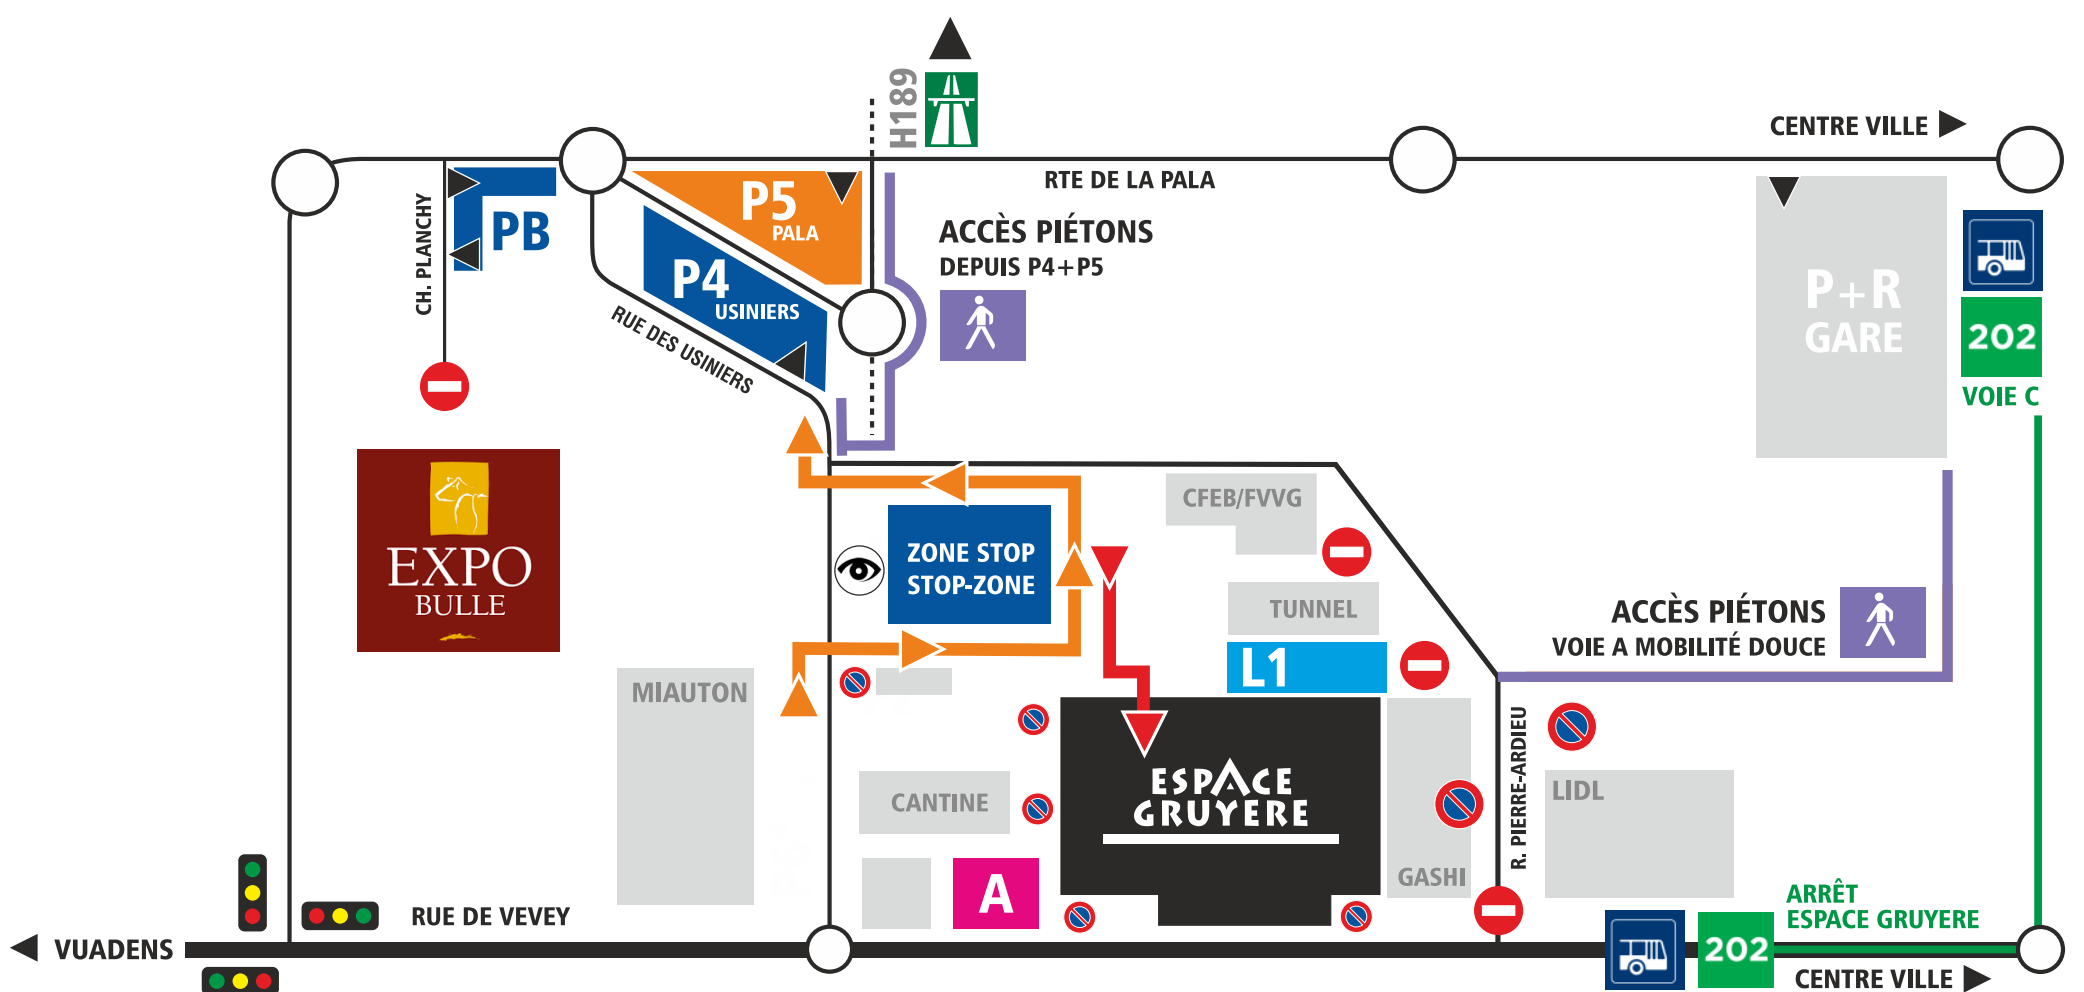 H189
CENTRE VILLE
RTE DE LA PALA
CH. PLANCHY
PB
P5
PALA
P4
USINIERS
RUE DES USINIERS
ACCÈS PIÉTONS
DEPUIS P4+P5
P+R
GARE
202
VOIE C
EXPO
BULLE
ZONE STOP
STOP-ZONE
CFEB/FVVG
TUNNEL
L1
ACCÈS PIÉTONS
VOIE A MOBILITÉ DOUCE
MIAUTON
CANTINE
ESPACE
GRUYERE
GASHI
R. PIERRE-ARDIEU
LIDL
A
RUE DE VEVEY
VUADENS
ARRÊT
ESPACE GRUYERE
202
CENTRE VILLE